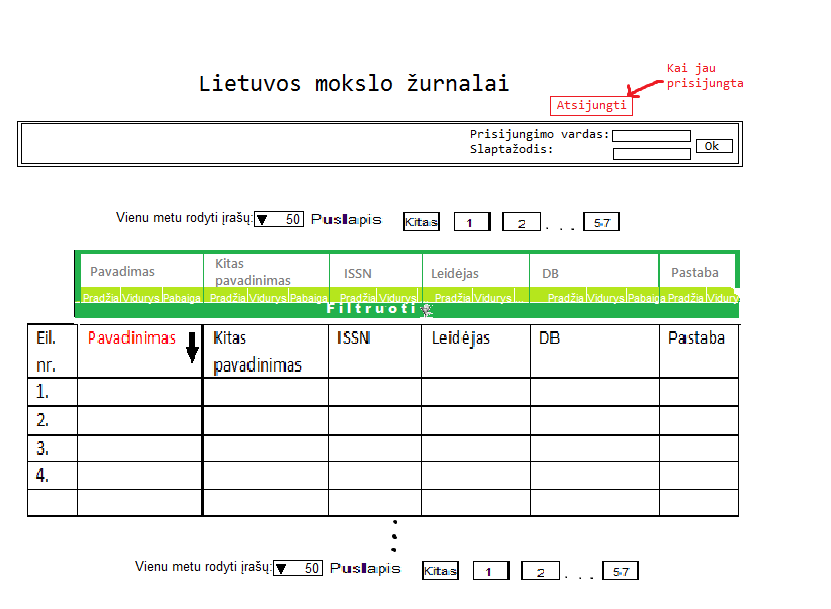 Kai jau
prisijungta
Lietuvos mokslo žurnalai
Atsijungti
Prisijungimo vardas:
Slaptažodis:
Ok
Vienu metu rodyti įrašų: 50 Puslapis Kitas 1 2 . . . 57
Pavadimas Kitas pavadinimas ISSN Leidėjas DB Pastaba
Pradžia Vidurys Pabaiga Pradžia Vidurys Pabaiga Pradžia Vidurys Pradžia Vidurys Pradžia Vidurys Pabaiga Pradžia Vidury
Filtruoti
Eil. nr. Pavadinimas Kitas pavadinimas ISSN Leidėjas DB Pastaba
1.
2.
3.
4.
Vienu metu rodyti įrašų: 50 Puslapis Kitas 1 2 . . . 57